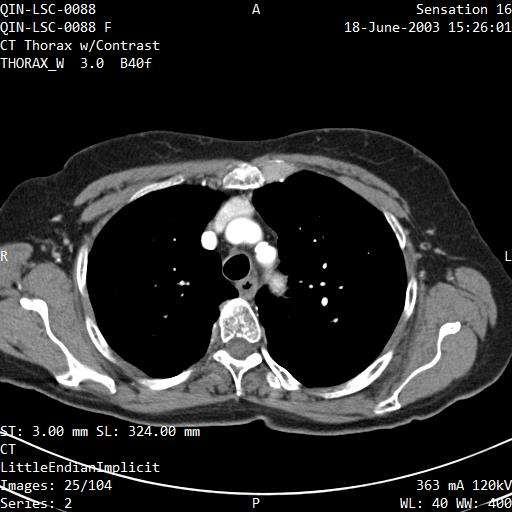 QIN-LSC-0088 A Sensation 16
QIN-LSC-0088 F 18-June-2003 15:26:01
CT Thorax w/Contrast
THORAX_W 3.0 B40f
R L
ST: 3.00 mm SL: 324.00 mm
CT
LittleEndianImplicit
Images: 25/104 363 mA 120kV
Series: 2 P WL: 40 WW: 400